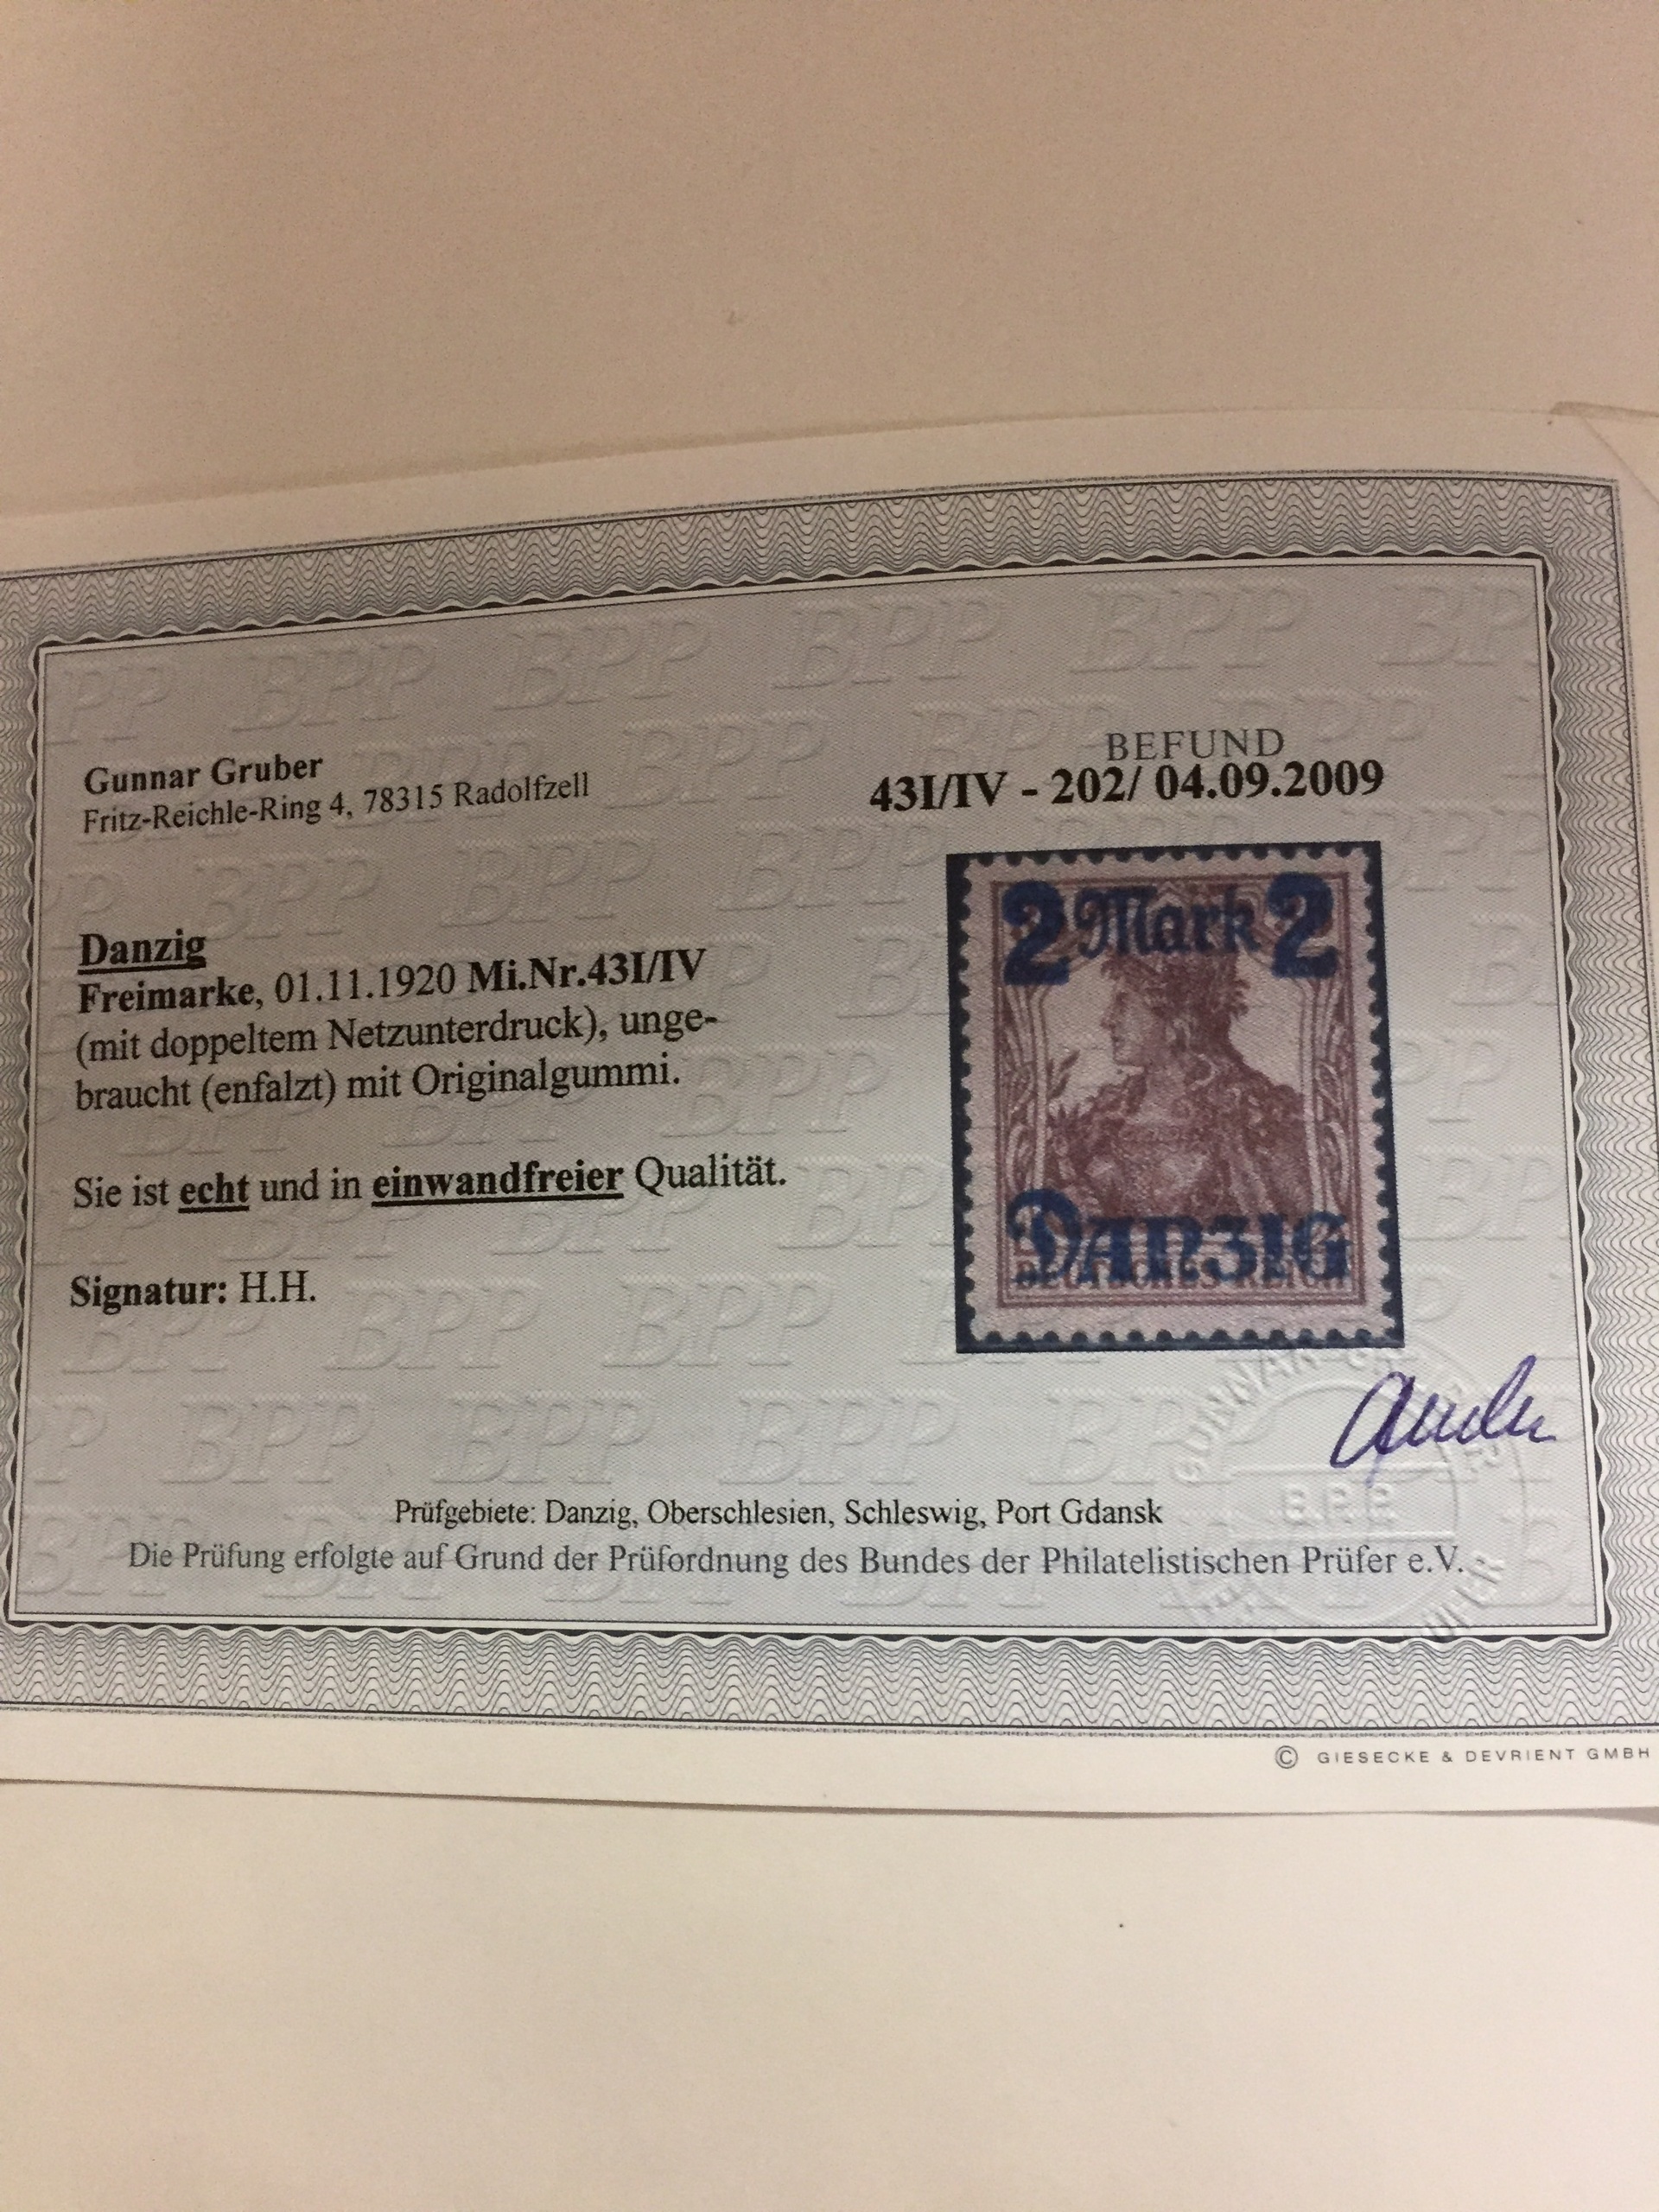 Gunnar Gruber
Fritz-Reichle-Ring 4, 78315 Radolfzell
BEFUND
43I/IV - 202/ 04.09.2009
Danzig
Freimarke, 01.11.1920 Mi.Nr.43I/IV
(mit doppeltem Netzunterdruck), unge-
braucht (enfalzt) mit Originalgummi.
Sie ist echt und in einwandfreier Qualität.
Signatur: H.H.
2 Mark 2
DANZIG
DEUTSCHES REICH
BPP
Prüfgebiete: Danzig, Oberschlesien, Schleswig, Port Gdansk
Die Prüfung erfolgte auf Grund der Prüfordnung des Bundes der Philatelistischen Prüfer e.V.
© GIESECKE & DEVRIENT GMBH